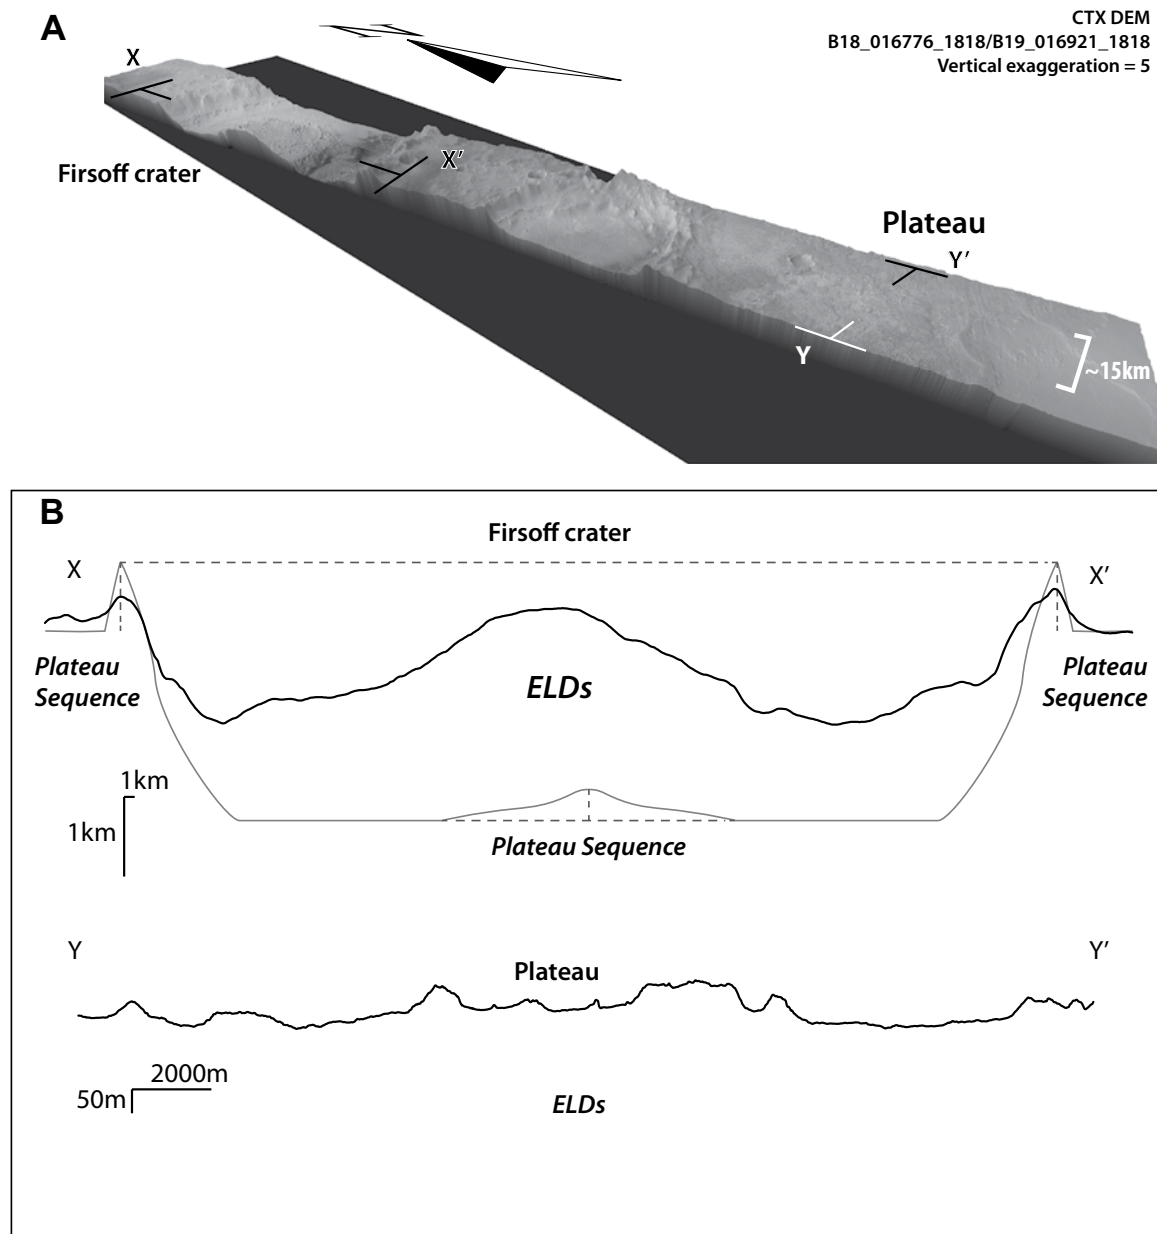 A
CTX DEM
B18_016776_1818/B19_016921_1818
Vertical exaggeration = 5
X
X'
Firsoff crater
Plateau
Y'
Y
~15km
B
Firsoff crater
X
X'
Plateau
Sequence
ELDs
Plateau
Sequence
1km
1km
Plateau Sequence
Y
Y'
Plateau
2000m
50m
ELDs